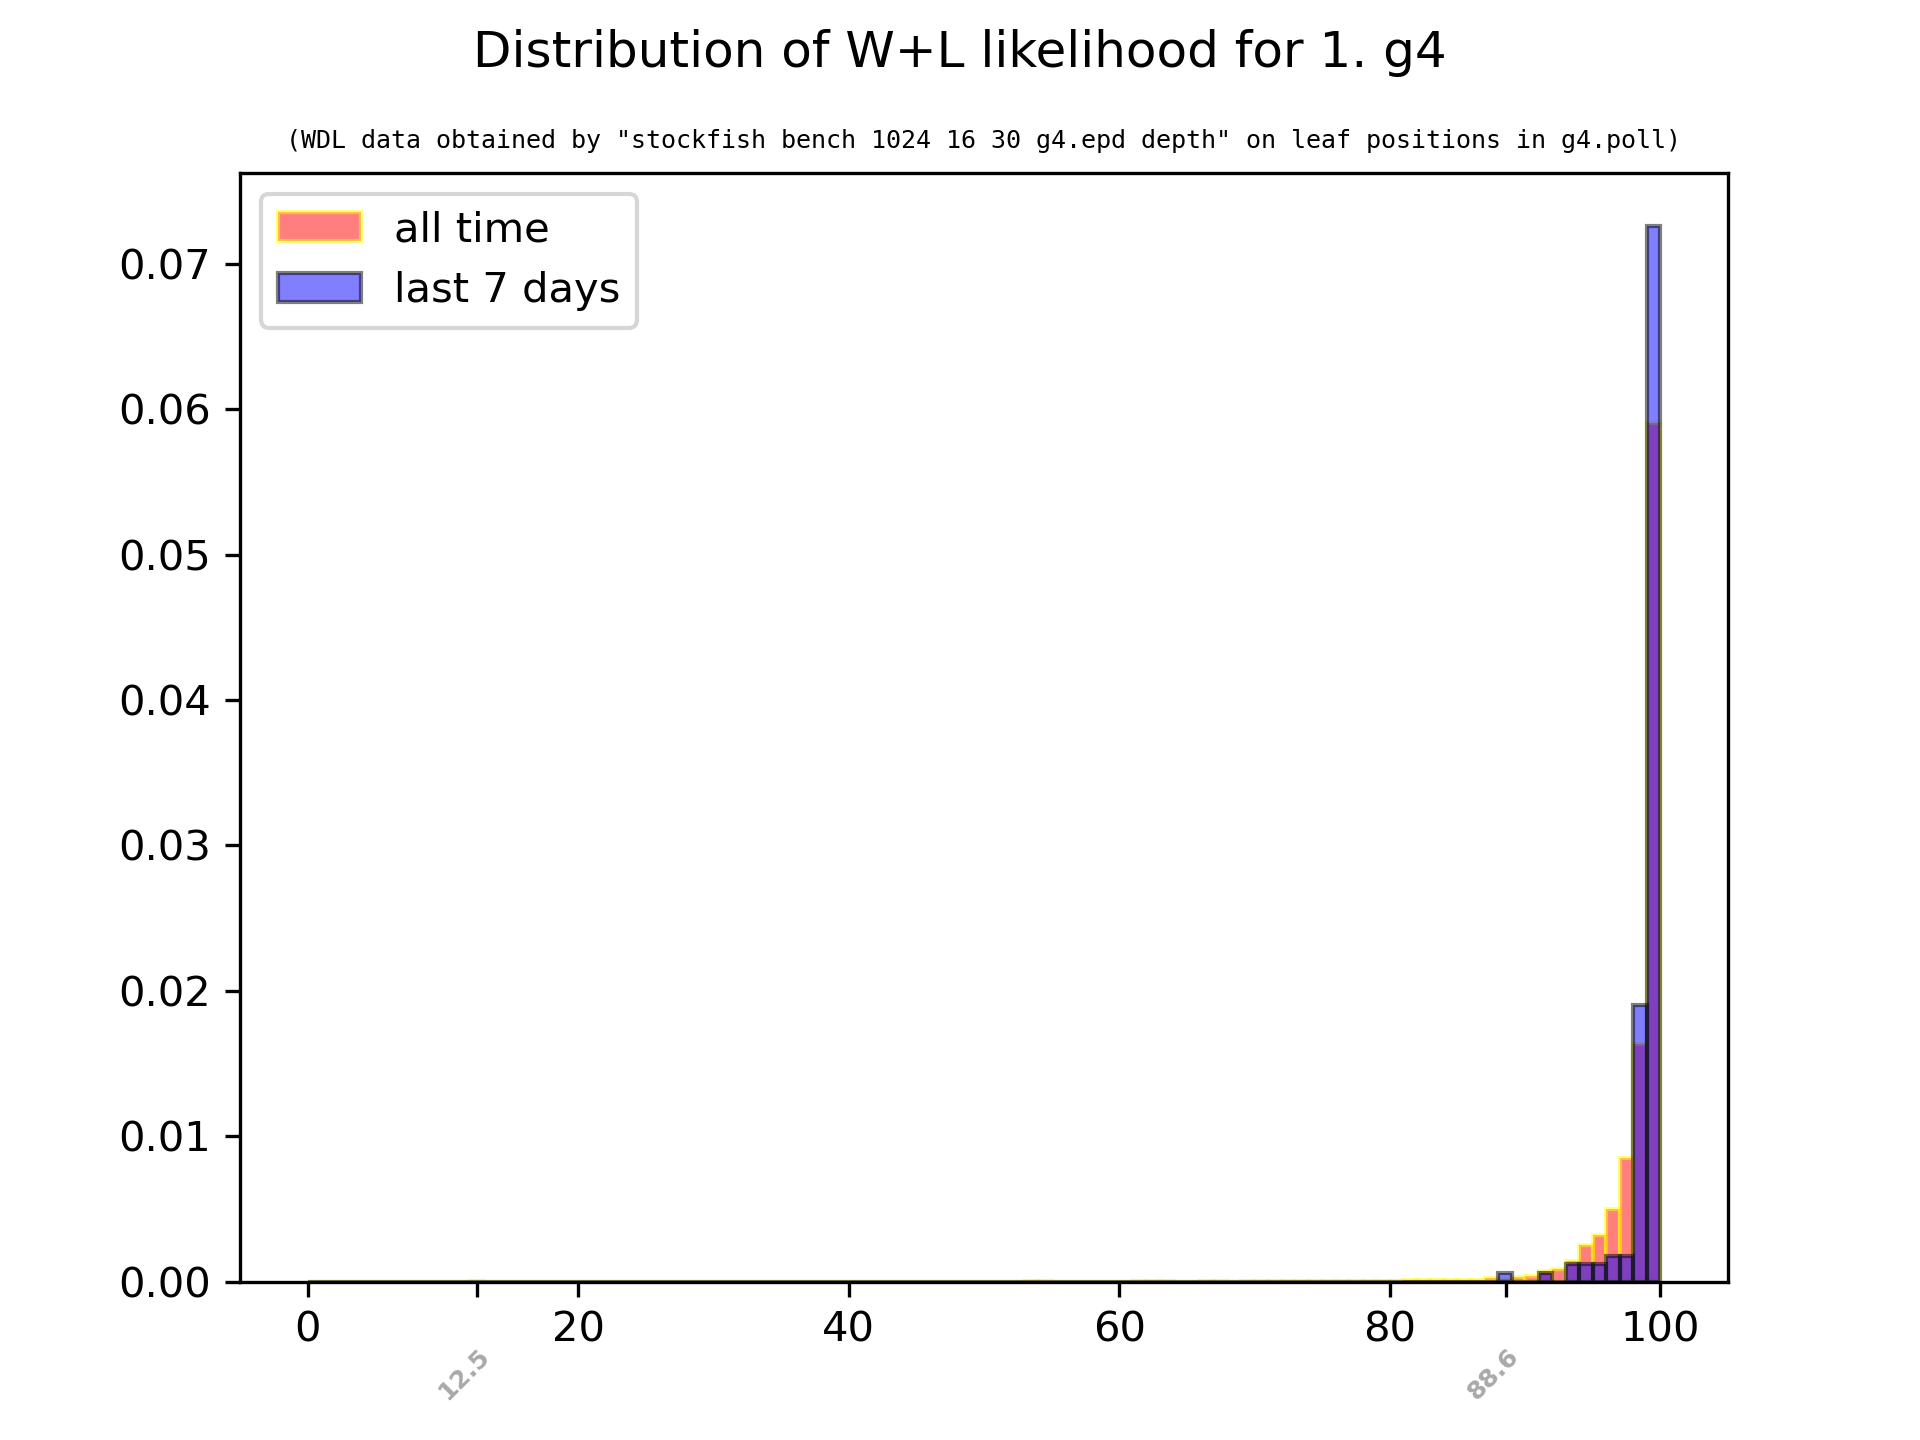 Distribution of W+L likelihood for 1. g4
(WDL data obtained by "stockfish bench 1024 16 30 g4.epd depth" on leaf positions in g4.poll)
all time
last 7 days
0.07
0.06
0.05
0.04
0.03
0.02
0.01
0.00
0 20 40 60 80 100
12.5 88.6